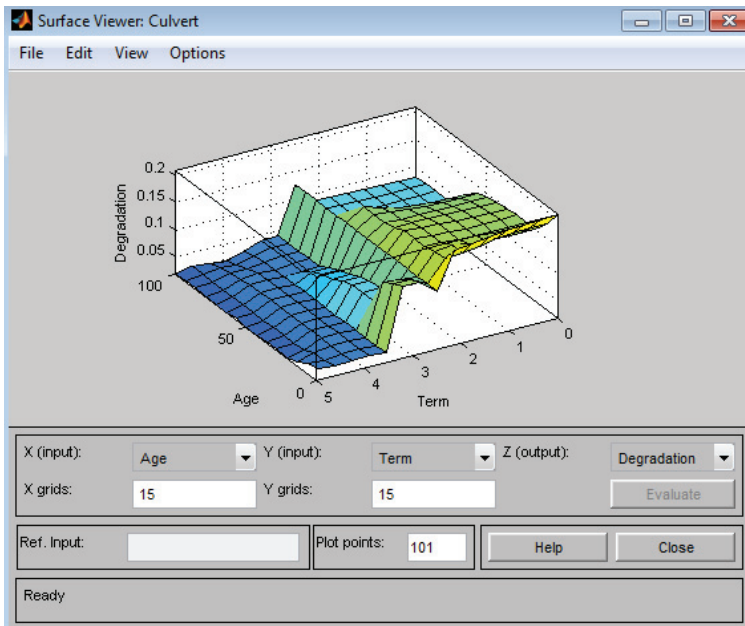 Surface Viewer: Culvert
File Edit View Options
0.2
0.15
0.1
0.05
Degradation
100
50
0
Age
5 4 3 2 1 0
Term
X (input): Age Y (input): Term Z (output): Degradation
X grids: 15 Y grids: 15 Evaluate
Ref. Input: Plot points: 101 Help Close
Ready